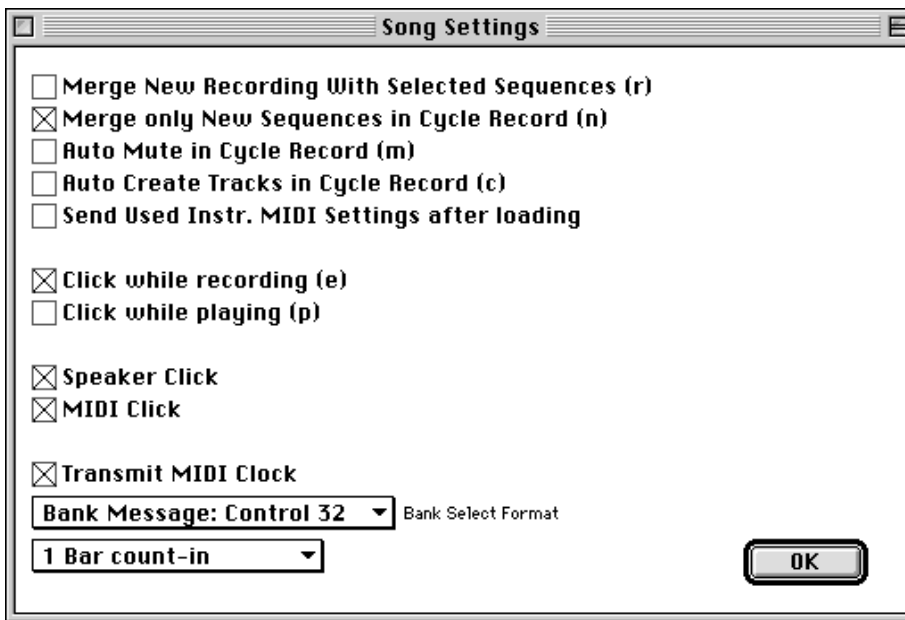 Song Settings
Merge New Recording With Selected Sequences (r)
Merge only New Sequences in Cycle Record (n)
Auto Mute in Cycle Record (m)
Auto Create Tracks in Cycle Record (c)
Send Used Instr. MIDI Settings after loading
Click while recording (e)
Click while playing (p)
Speaker Click
MIDI Click
Transmit MIDI Clock
Bank Message: Control 32 Bank Select Format
1 Bar count-in
OK